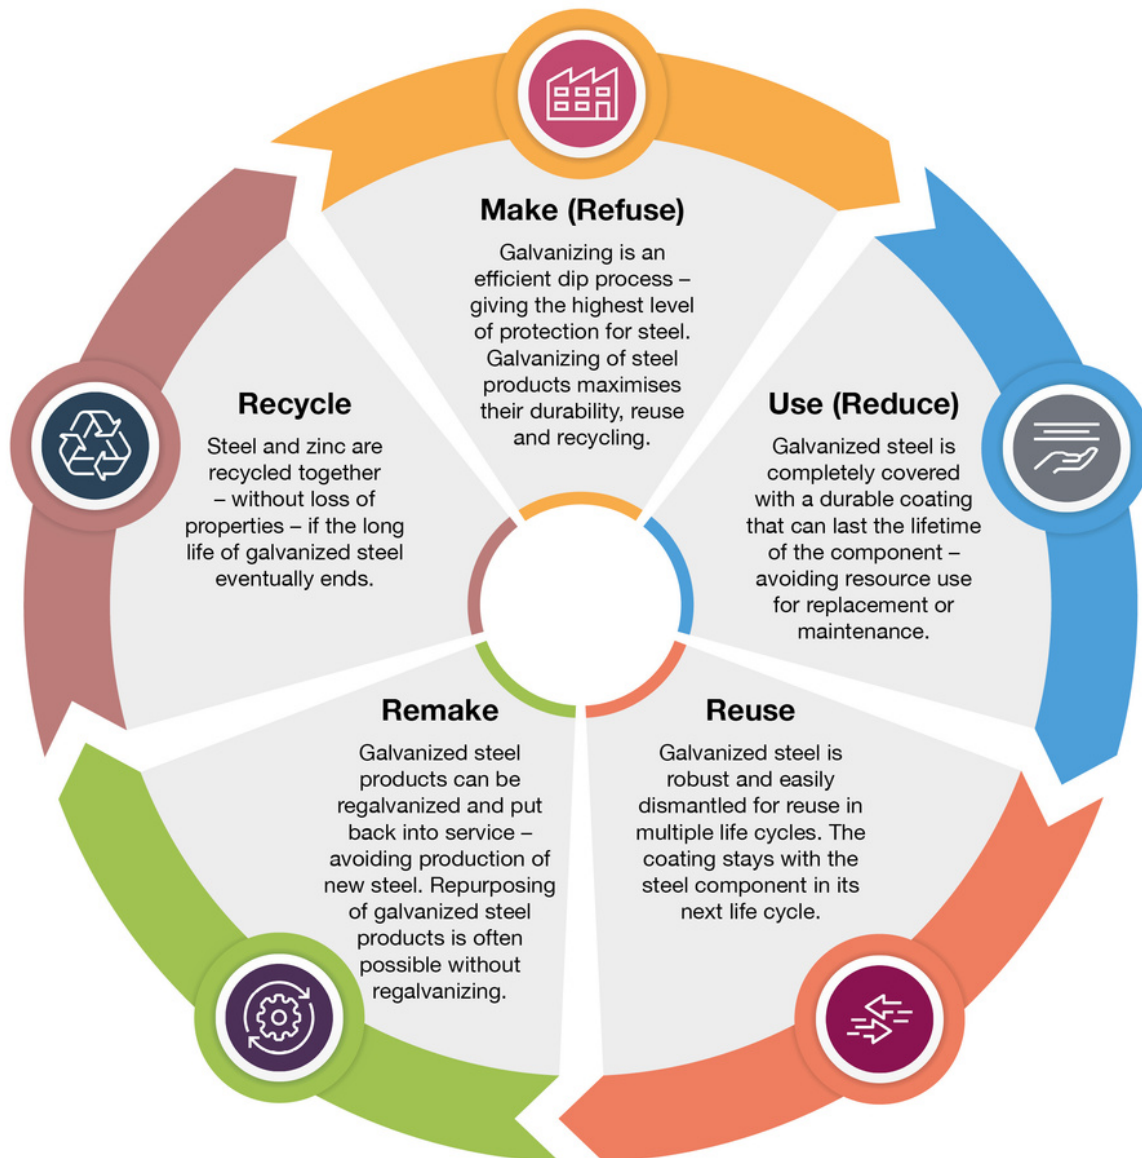 Make (Refuse)
Galvanizing is an
efficient dip process –
giving the highest level
of protection for steel.
Galvanizing of steel
products maximises
their durability, reuse
and recycling.
Use (Reduce)
Galvanized steel is
completely covered
with a durable coating
that can last the lifetime
of the component –
avoiding resource use
for replacement or
maintenance.
Reuse
Galvanized steel is
robust and easily
dismantled for reuse in
multiple life cycles. The
coating stays with the
steel component in its
next life cycle.
Remake
Galvanized steel
products can be
regalvanized and put
back into service –
avoiding production of
new steel. Repurposing
of galvanized steel
products is often
possible without
regalvanizing.
Recycle
Steel and zinc are
recycled together
– without loss of
properties – if the long
life of galvanized steel
eventually ends.